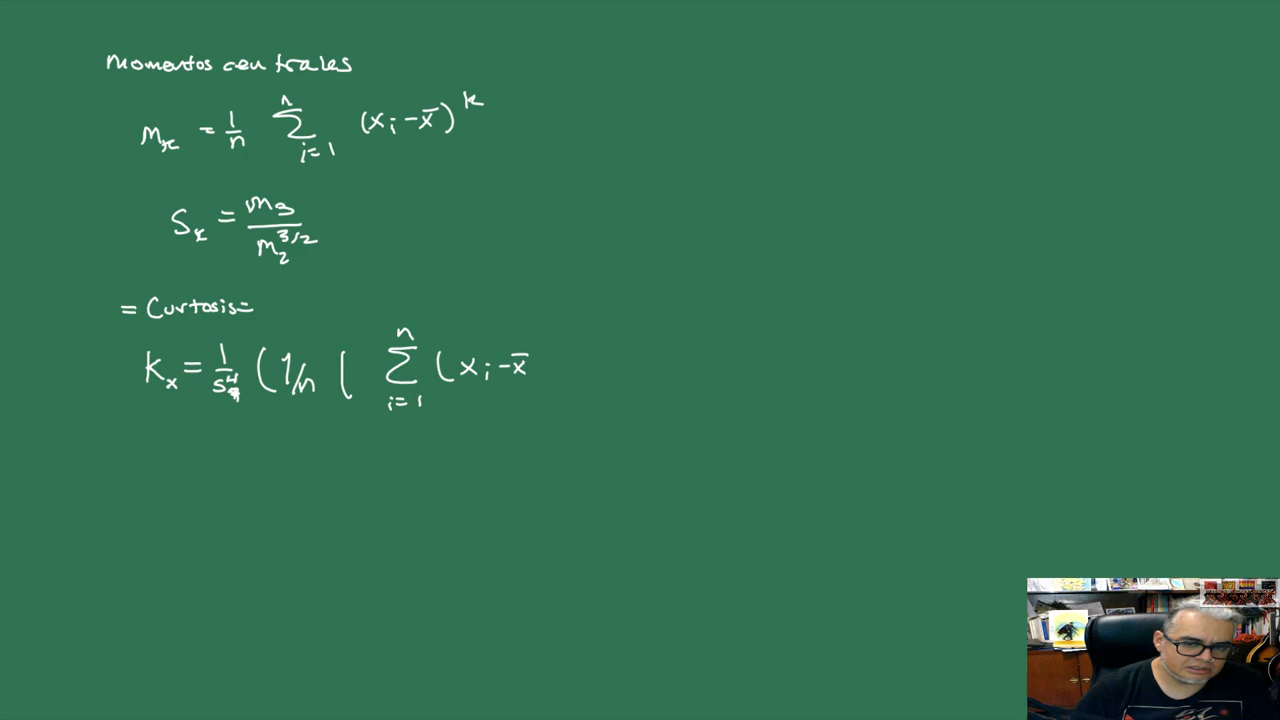 Momentos centrales
m_k = 1/n Σ_{i=1}^{n} (x_i - x̄)^k
S_x = m_3 / m_2^{3/2}
= Curtosis =
K_x = 1/s^4 ( 1/n ( Σ_{i=1}^{n} (x_i - x̄